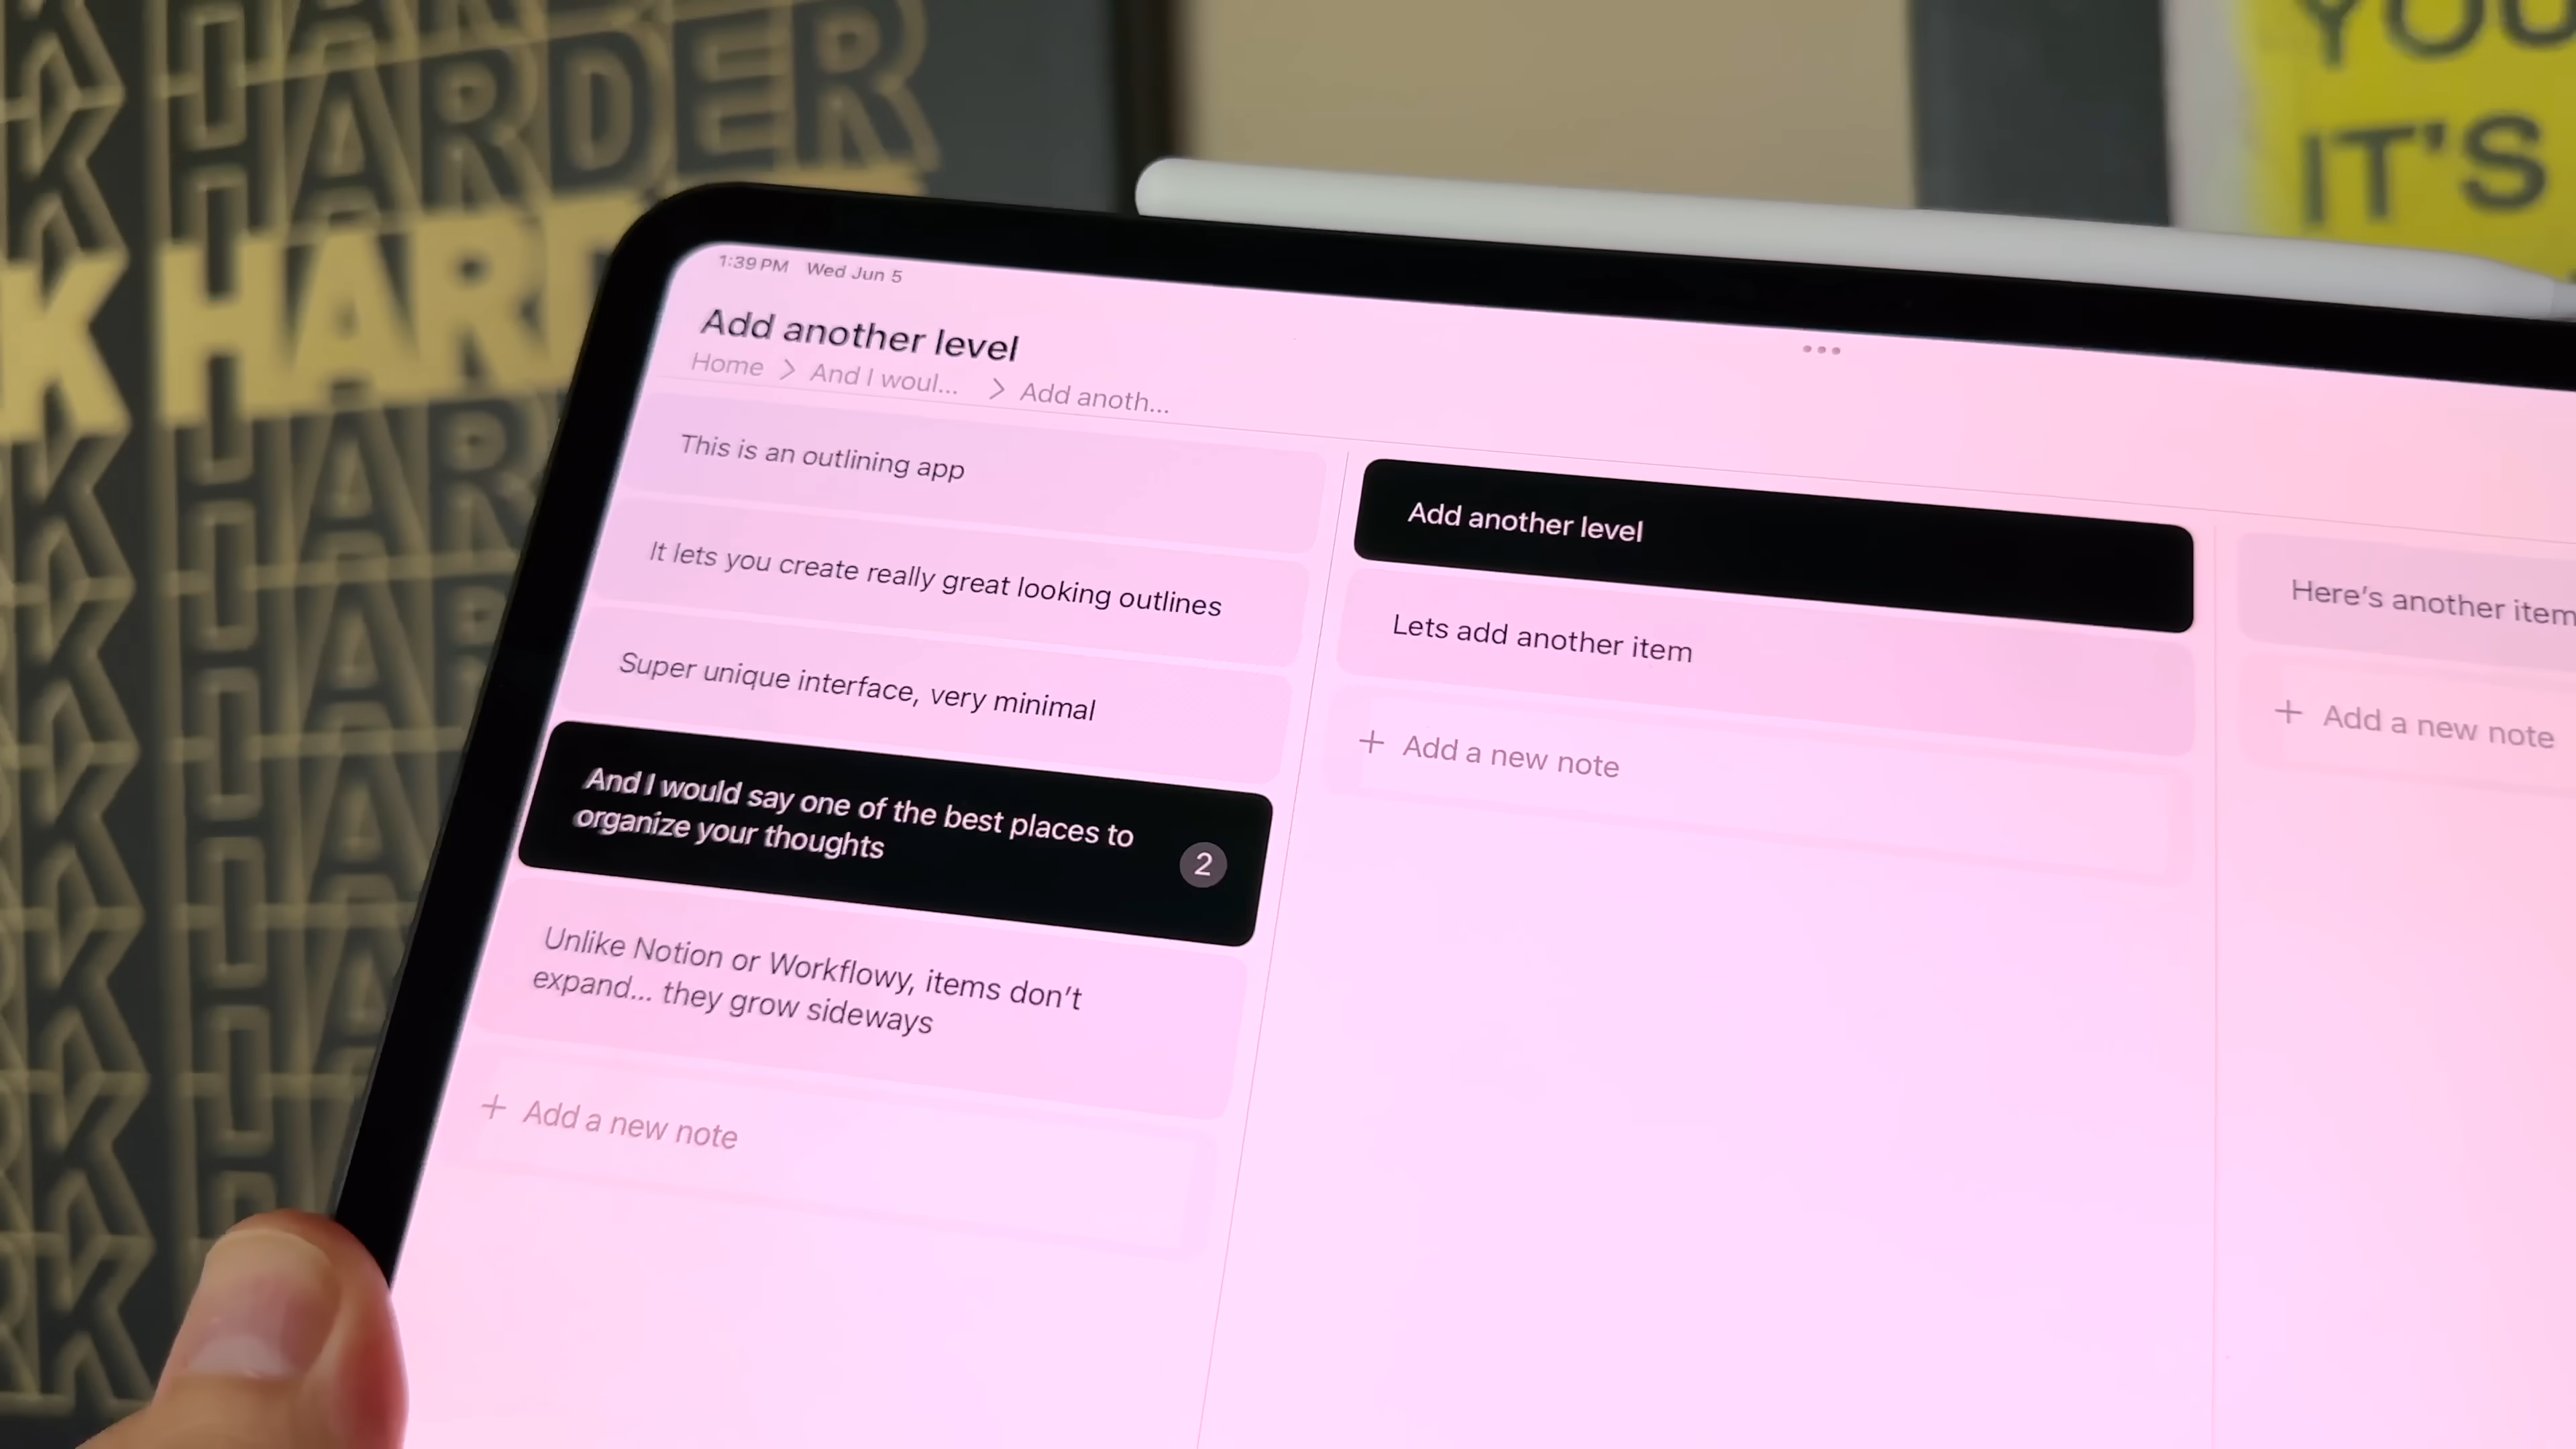 HARDER
HARDER
K HARD
YOU
IT'S
1:39 PM Wed Jun 5
Add another level
Home > And I woul... > Add anoth...
This is an outlining app
It lets you create really great looking outlines
Super unique interface, very minimal
And I would say one of the best places to
organize your thoughts
2
Unlike Notion or Workflowy, items don't
expand... they grow sideways
+ Add a new note
Add another level
Lets add another item
+ Add a new note
Here's another item
+ Add a new note